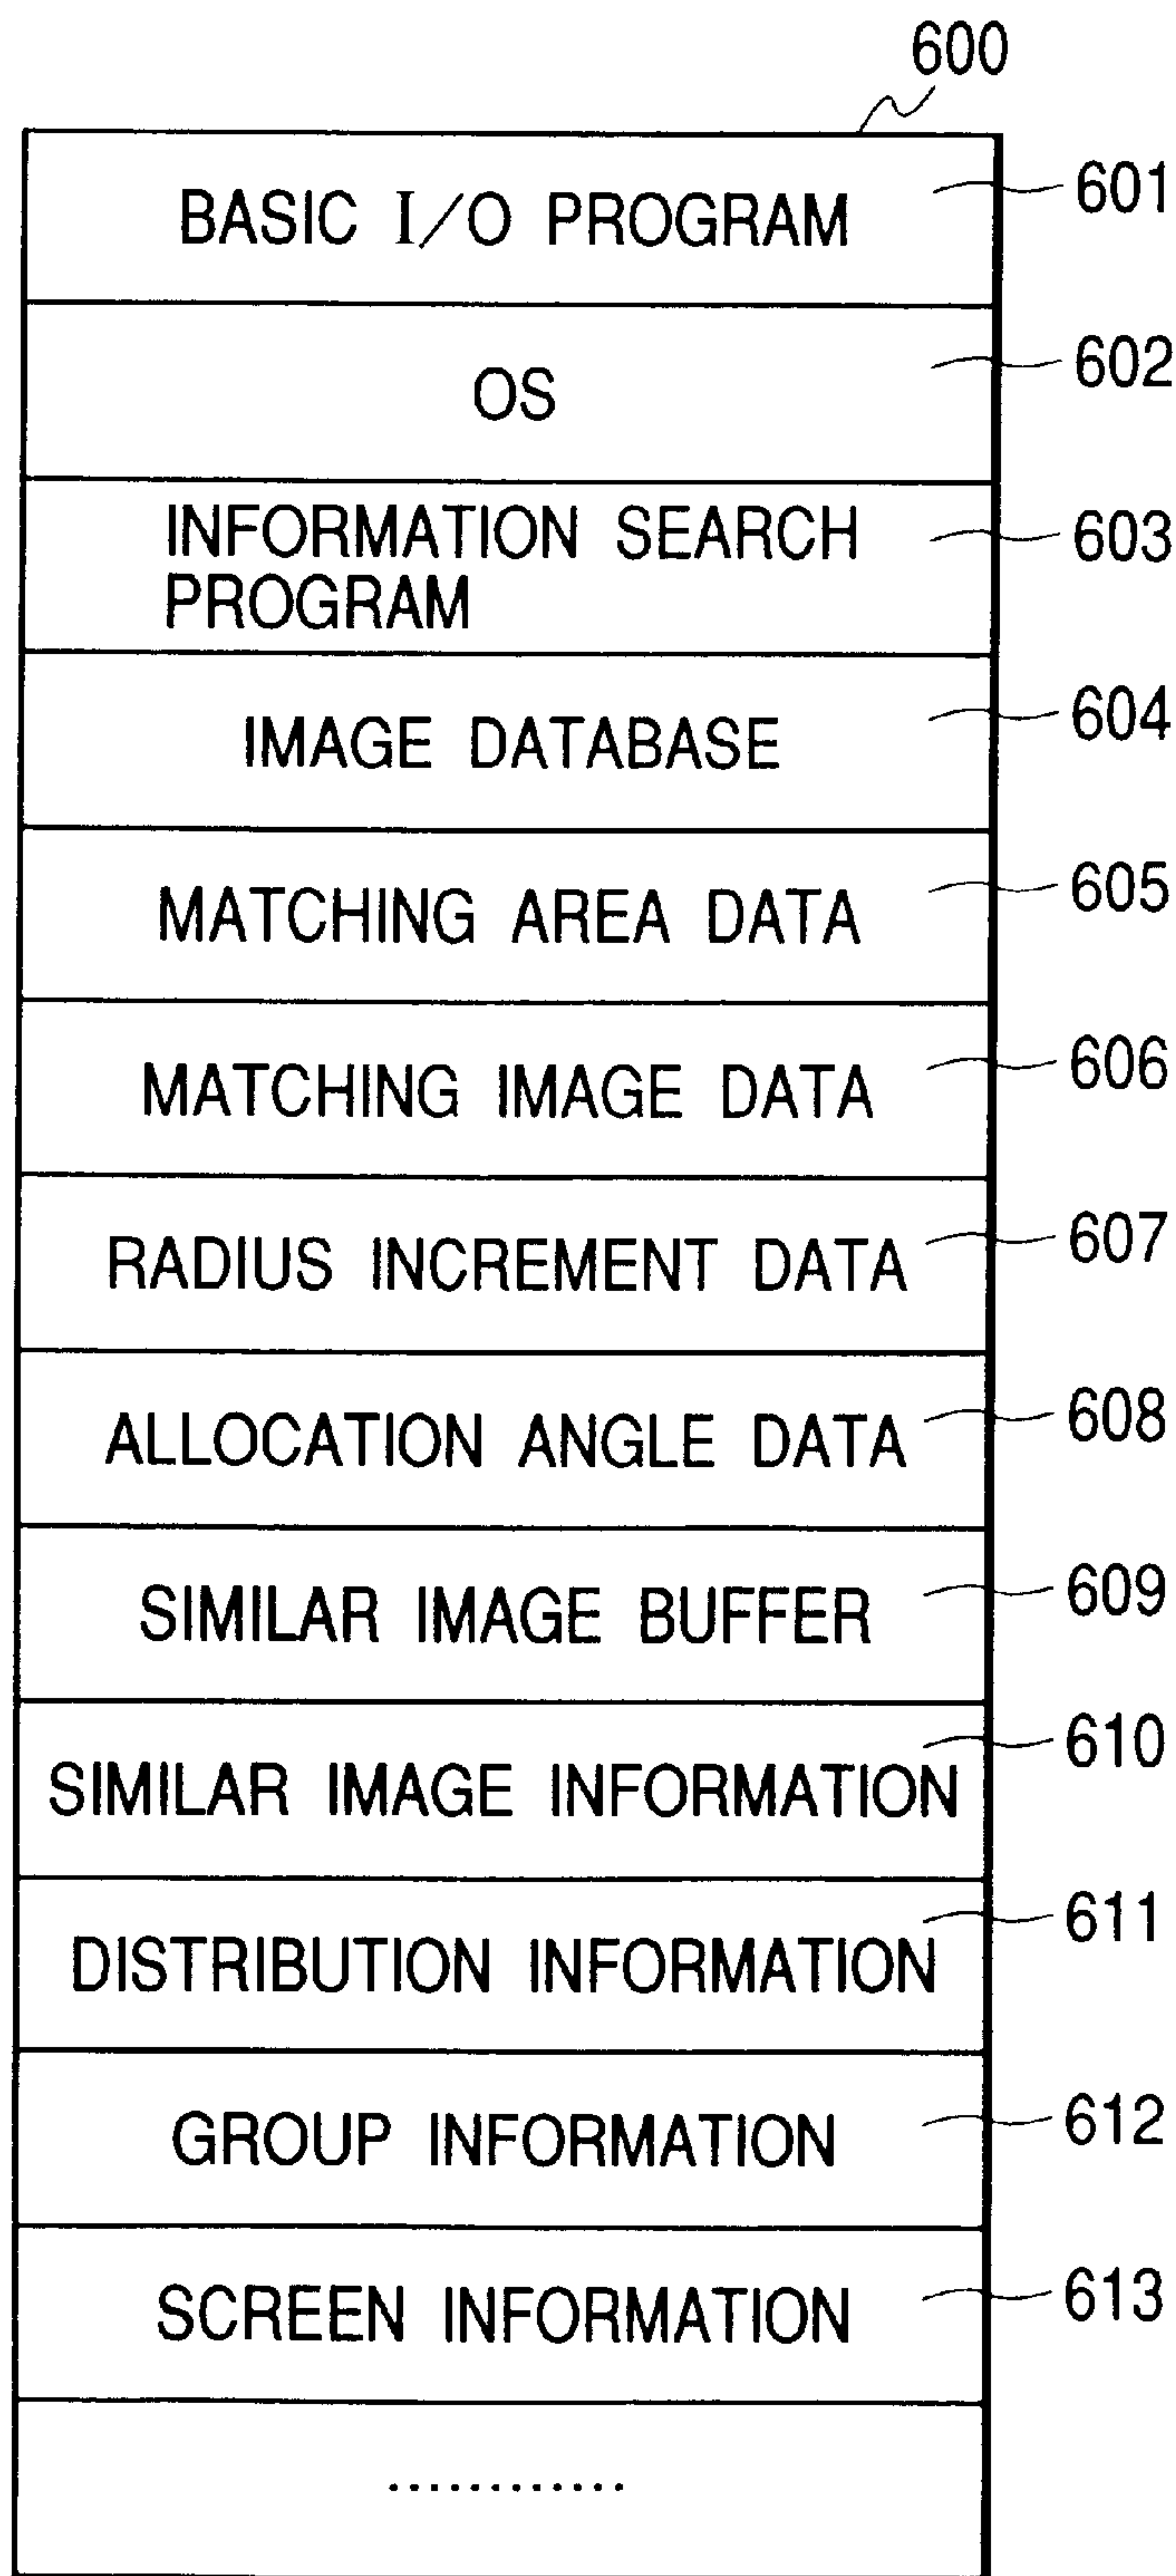 600
BASIC I/O PROGRAM 601
OS 602
INFORMATION SEARCH 603
PROGRAM
IMAGE DATABASE 604
MATCHING AREA DATA 605
MATCHING IMAGE DATA 606
RADIUS INCREMENT DATA 607
ALLOCATION ANGLE DATA 608
SIMILAR IMAGE BUFFER 609
SIMILAR IMAGE INFORMATION 610
DISTRIBUTION INFORMATION 611
GROUP INFORMATION 612
SCREEN INFORMATION 613
............